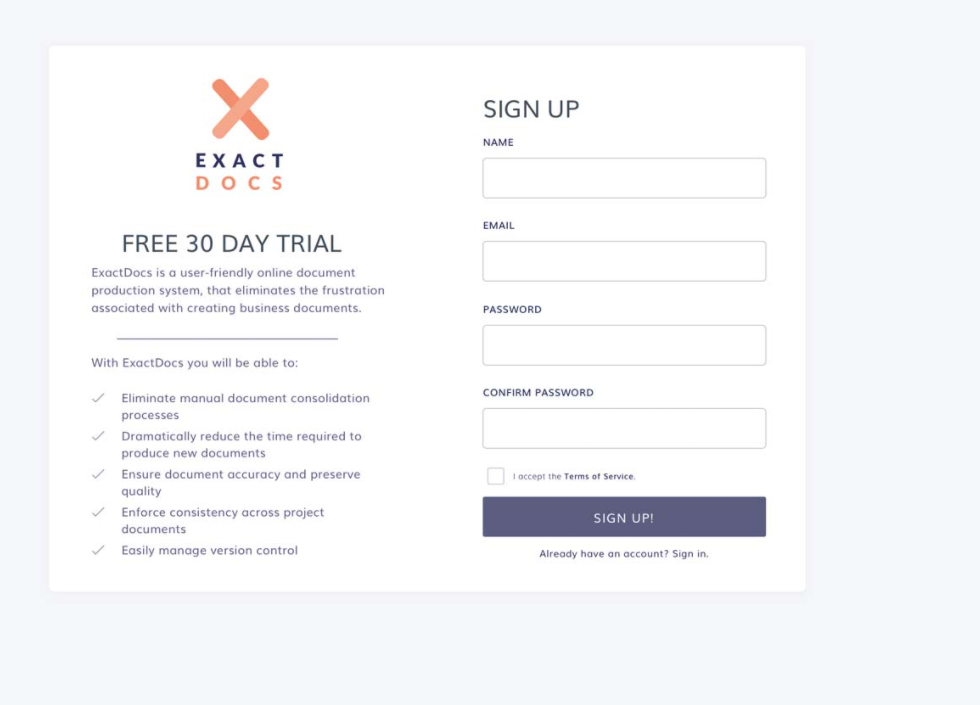 EXACT
DOCS
FREE 30 DAY TRIAL
ExactDocs is a user-friendly online document
production system, that eliminates the frustration
associated with creating business documents.
With ExactDocs you will be able to:
Eliminate manual document consolidation
processes
Dramatically reduce the time required to
produce new documents
Ensure document accuracy and preserve
quality
Enforce consistency across project
documents
Easily manage version control
SIGN UP
NAME
EMAIL
PASSWORD
CONFIRM PASSWORD
I accept the Terms of Service.
SIGN UP!
Already have an account? Sign in.